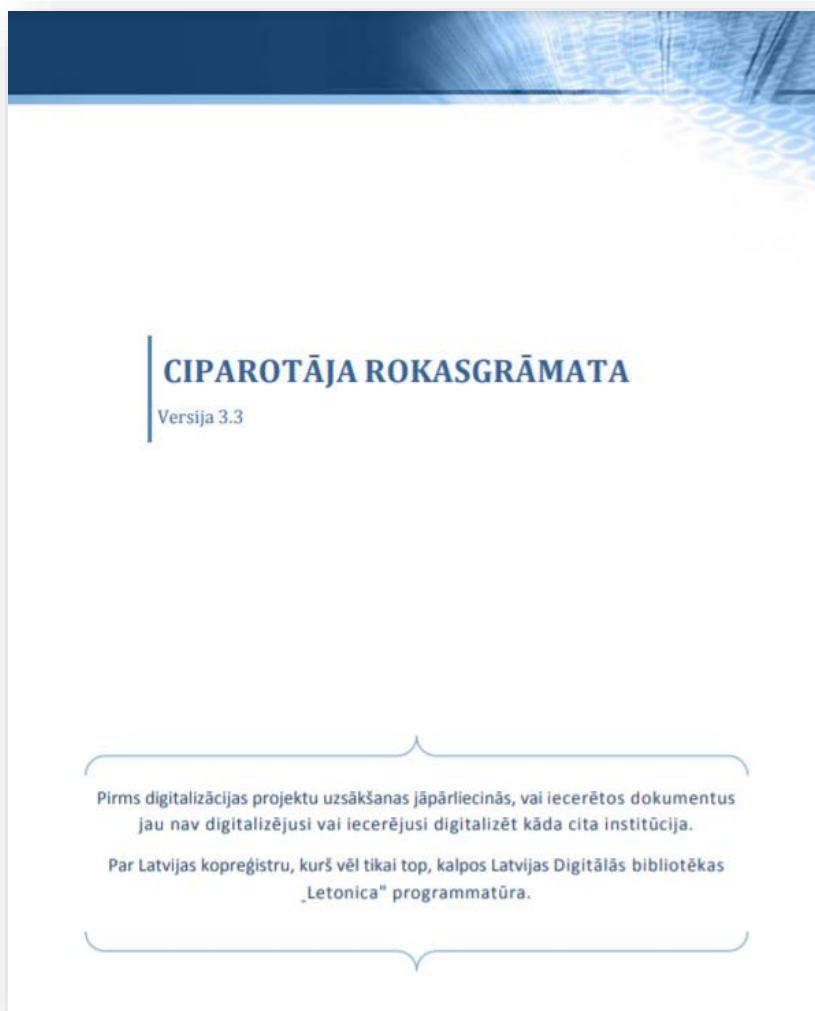 CIPAROTĀJA ROKASGRĀMATA
Versija 3.3
Pirms digitalizācijas projektu uzsākšanas jāpārliecinās, vai iecerētos dokumentus
jau nav digitalizējusi vai iecerējusi digitalizēt kāda cita institūcija.
Par Latvijas kopreģistru, kurš vēl tikai top, kalpos Latvijas Digitālās bibliotēkas
„Letonica" programmatūra.